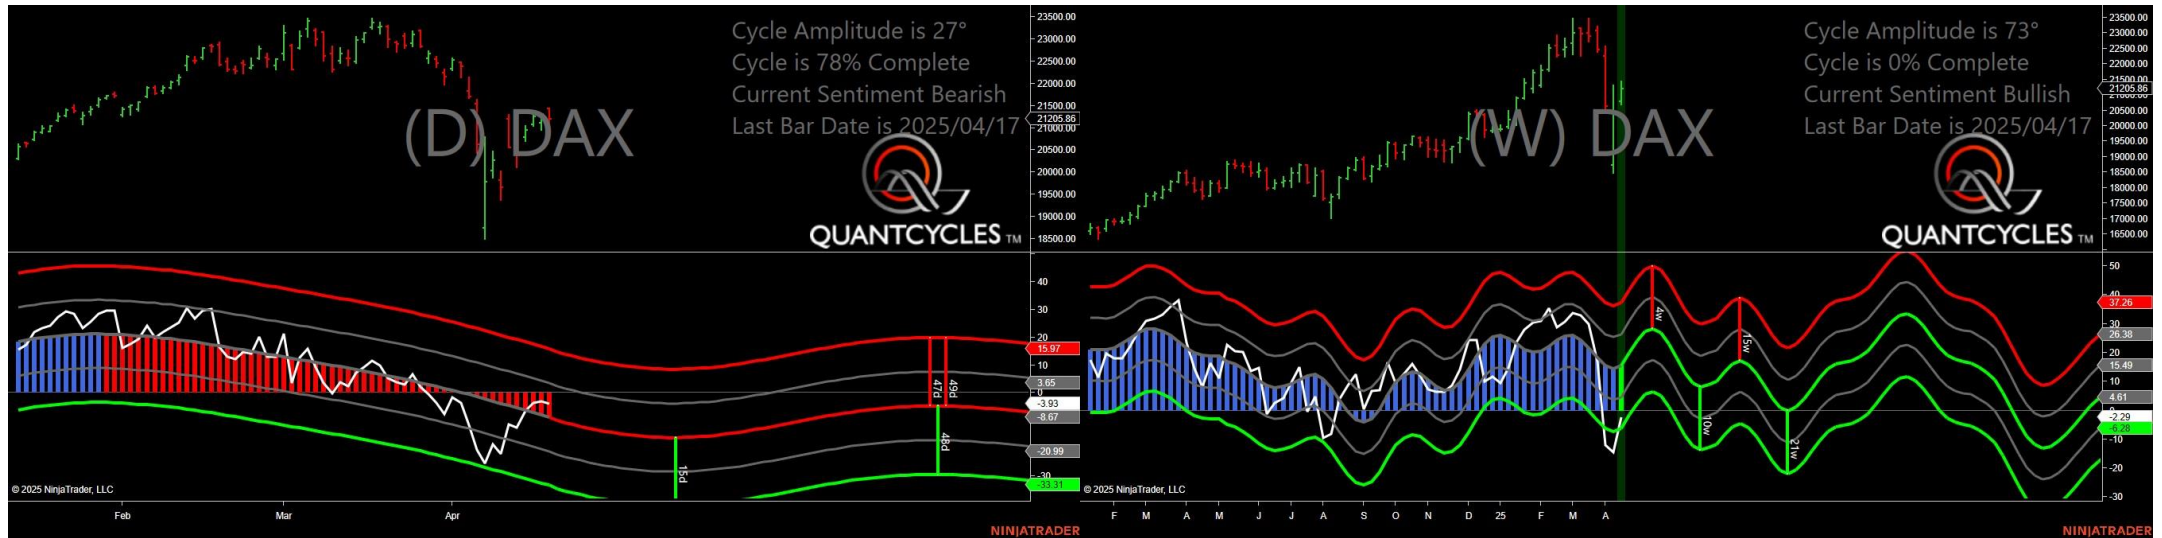 Cycle Amplitude is 27°
Cycle is 78% Complete
Current Sentiment Bearish
Last Bar Date is 2025/04/17
(D) DAX
QUANTCYCLES TM
23500.00
23000.00
22500.00
22000.00
21500.00
21205.86
21000.00
20500.00
20000.00
19500.00
19000.00
18500.00
40
30
20
15.97
10
3.65
0
-3.93
-8.67
-20.99
-30
-33.31
47d
49d
48d
15d
© 2025 NinjaTrader, LLC
Feb
Mar
Apr
NINJATRADER
Cycle Amplitude is 73°
Cycle is 0% Complete
Current Sentiment Bullish
Last Bar Date is 2025/04/17
(W) DAX
QUANTCYCLES TM
23500.00
23000.00
22500.00
22000.00
21500.00
21205.86
20500.00
20000.00
19500.00
19000.00
18500.00
18000.00
17500.00
17000.00
16500.00
50
40
37.26
30
26.38
20
15.49
10
4.61
-2.29
-6.28
-10
-20
-30
4w
15w
10w
21w
© 2025 NinjaTrader, LLC
F
M
A
M
J
J
A
S
O
N
D
25
F
M
A
NINJATRADER